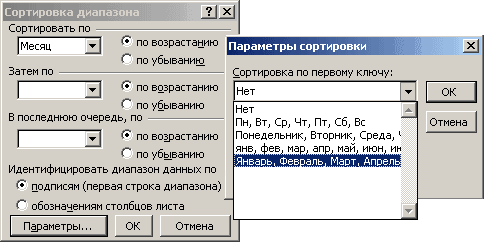 Сортировка диапазона
Сортировать по
Месяц
по возрастанию
по убыванию
Затем по
по возрастанию
по убыванию
В последнюю очередь, по
по возрастанию
по убыванию
Идентифицировать диапазон данных по
подписям (первая строка диапазона)
обозначениям столбцов листа
Параметры...
ОК
Отмена
Параметры сортировки
Сортировка по первому ключу:
Нет
ОК
Отмена
Нет
Пн, Вт, Ср, Чт, Пт, Сб, Вс
Понедельник, Вторник, Среда, Ч
янв, фев, мар, апр, май, июн, ию
Январь, Февраль, Март, Апрель